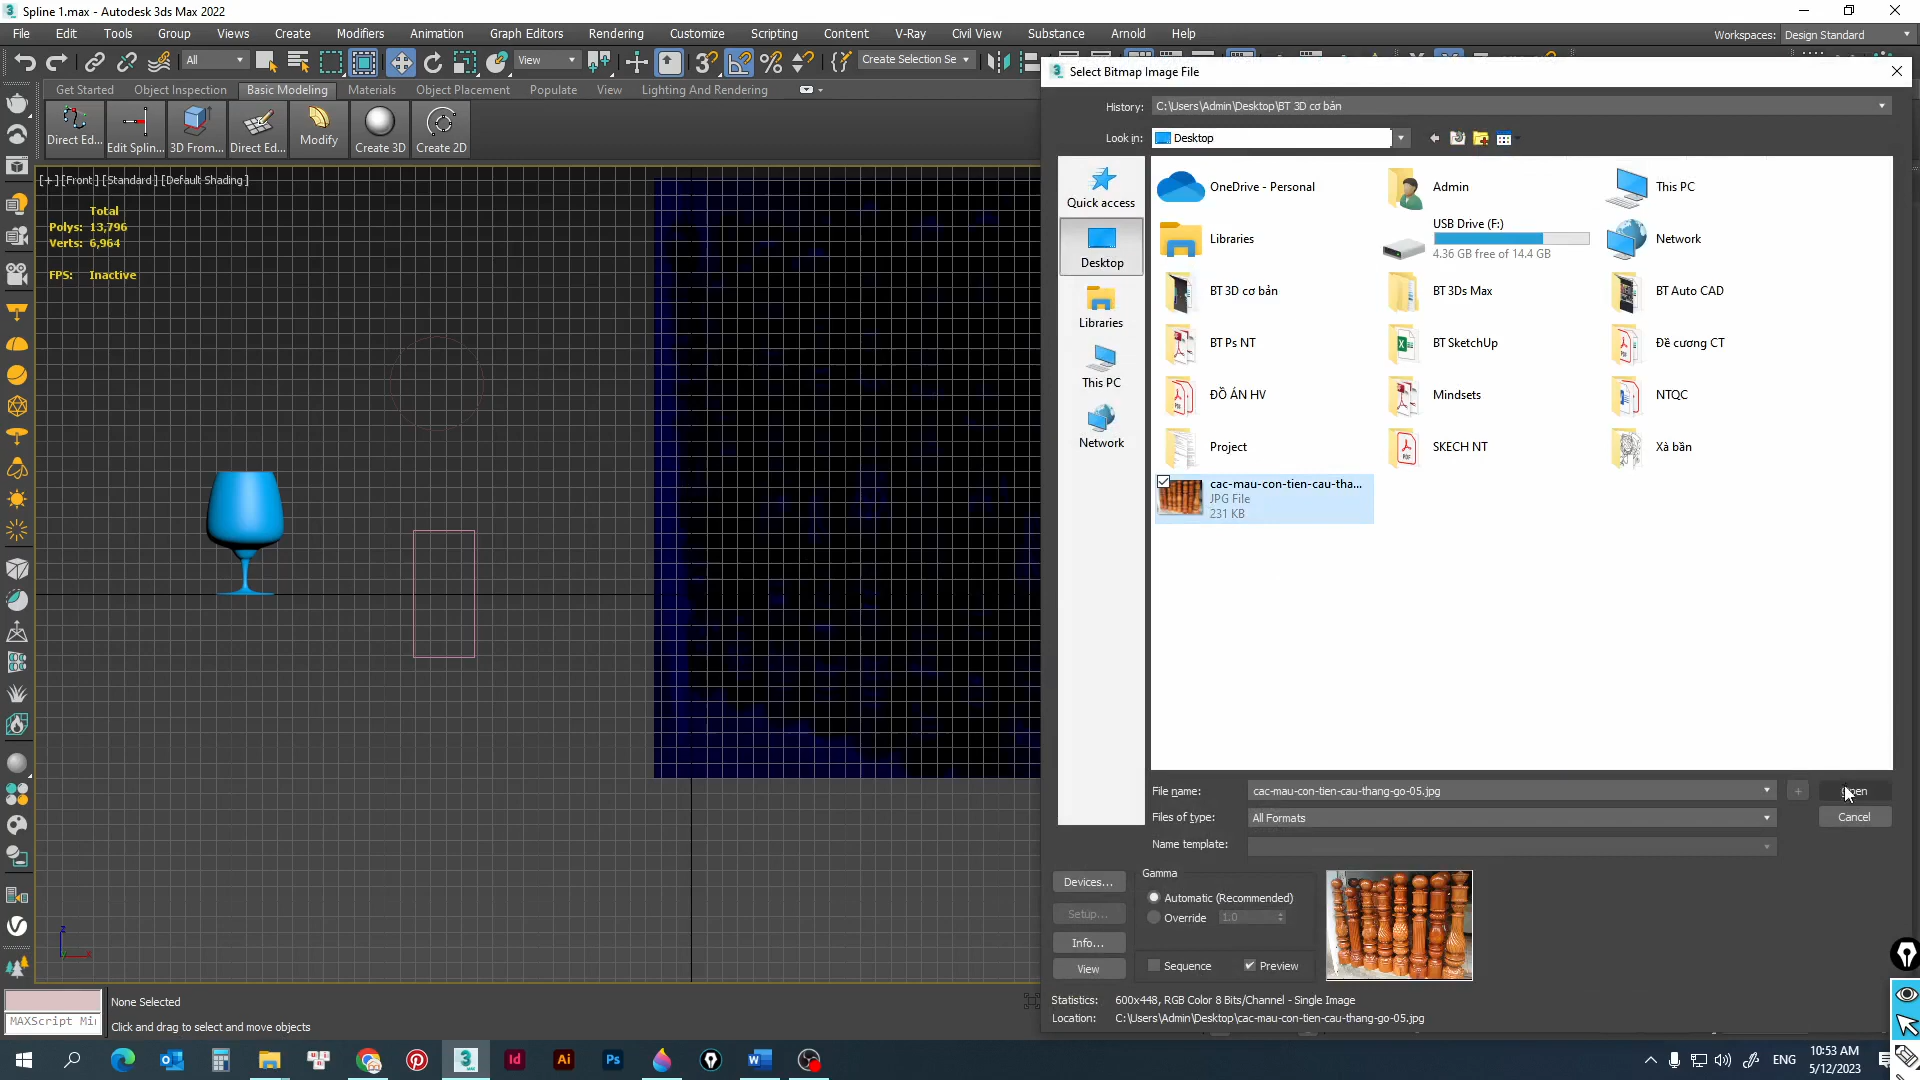 Spline 1.max - Autodesk 3ds Max 2022
File Edit Tools Group Views Create Modifiers Animation Graph Editors Rendering Customize Scripting Content V-Ray Civil View Substance Arnold Help
Workspaces: Design Standard
All View Create Selection Se
Get Started Object Inspection Basic Modeling Materials Object Placement Populate View Lighting And Rendering
Direct Ed... Edit Splin... 3D From... Direct Ed... Modify Create 3D Create 2D
[+] [Front] [Standard] [Default Shading]
Total
Polys: 13,796
Verts: 6,964
FPS: Inactive
Select Bitmap Image File
History: C:\Users\Admin\Desktop\BT 3D cơ bản
Look in: Desktop
Quick access
Desktop
Libraries
This PC
Network
OneDrive - Personal
Admin
This PC
Libraries
USB Drive (F:)
4.36 GB free of 14.4 GB
Network
BT 3D cơ bản
BT 3Ds Max
BT Auto CAD
BT Ps NT
BT SketchUp
Đề cương CT
ĐỒ ÁN HV
Mindsets
NTQC
Project
SKECH NT
Xà bần
cac-mau-con-tien-cau-tha...
JPG File
231 KB
File name: cac-mau-con-tien-cau-thang-go-05.jpg
+
Files of type: All Formats
Cancel
Name template:
Devices...
Setup...
Info...
View
Gamma
Automatic (Recommended)
Override 1.0
Sequence Preview
Statistics: 600x448, RGB Color 8 Bits/Channel - Single Image
Location: C:\Users\Admin\Desktop\cac-mau-con-tien-cau-thang-go-05.jpg
z
x
None Selected
MAXScript Mi
Click and drag to select and move objects
ENG
10:53 AM
5/12/2023